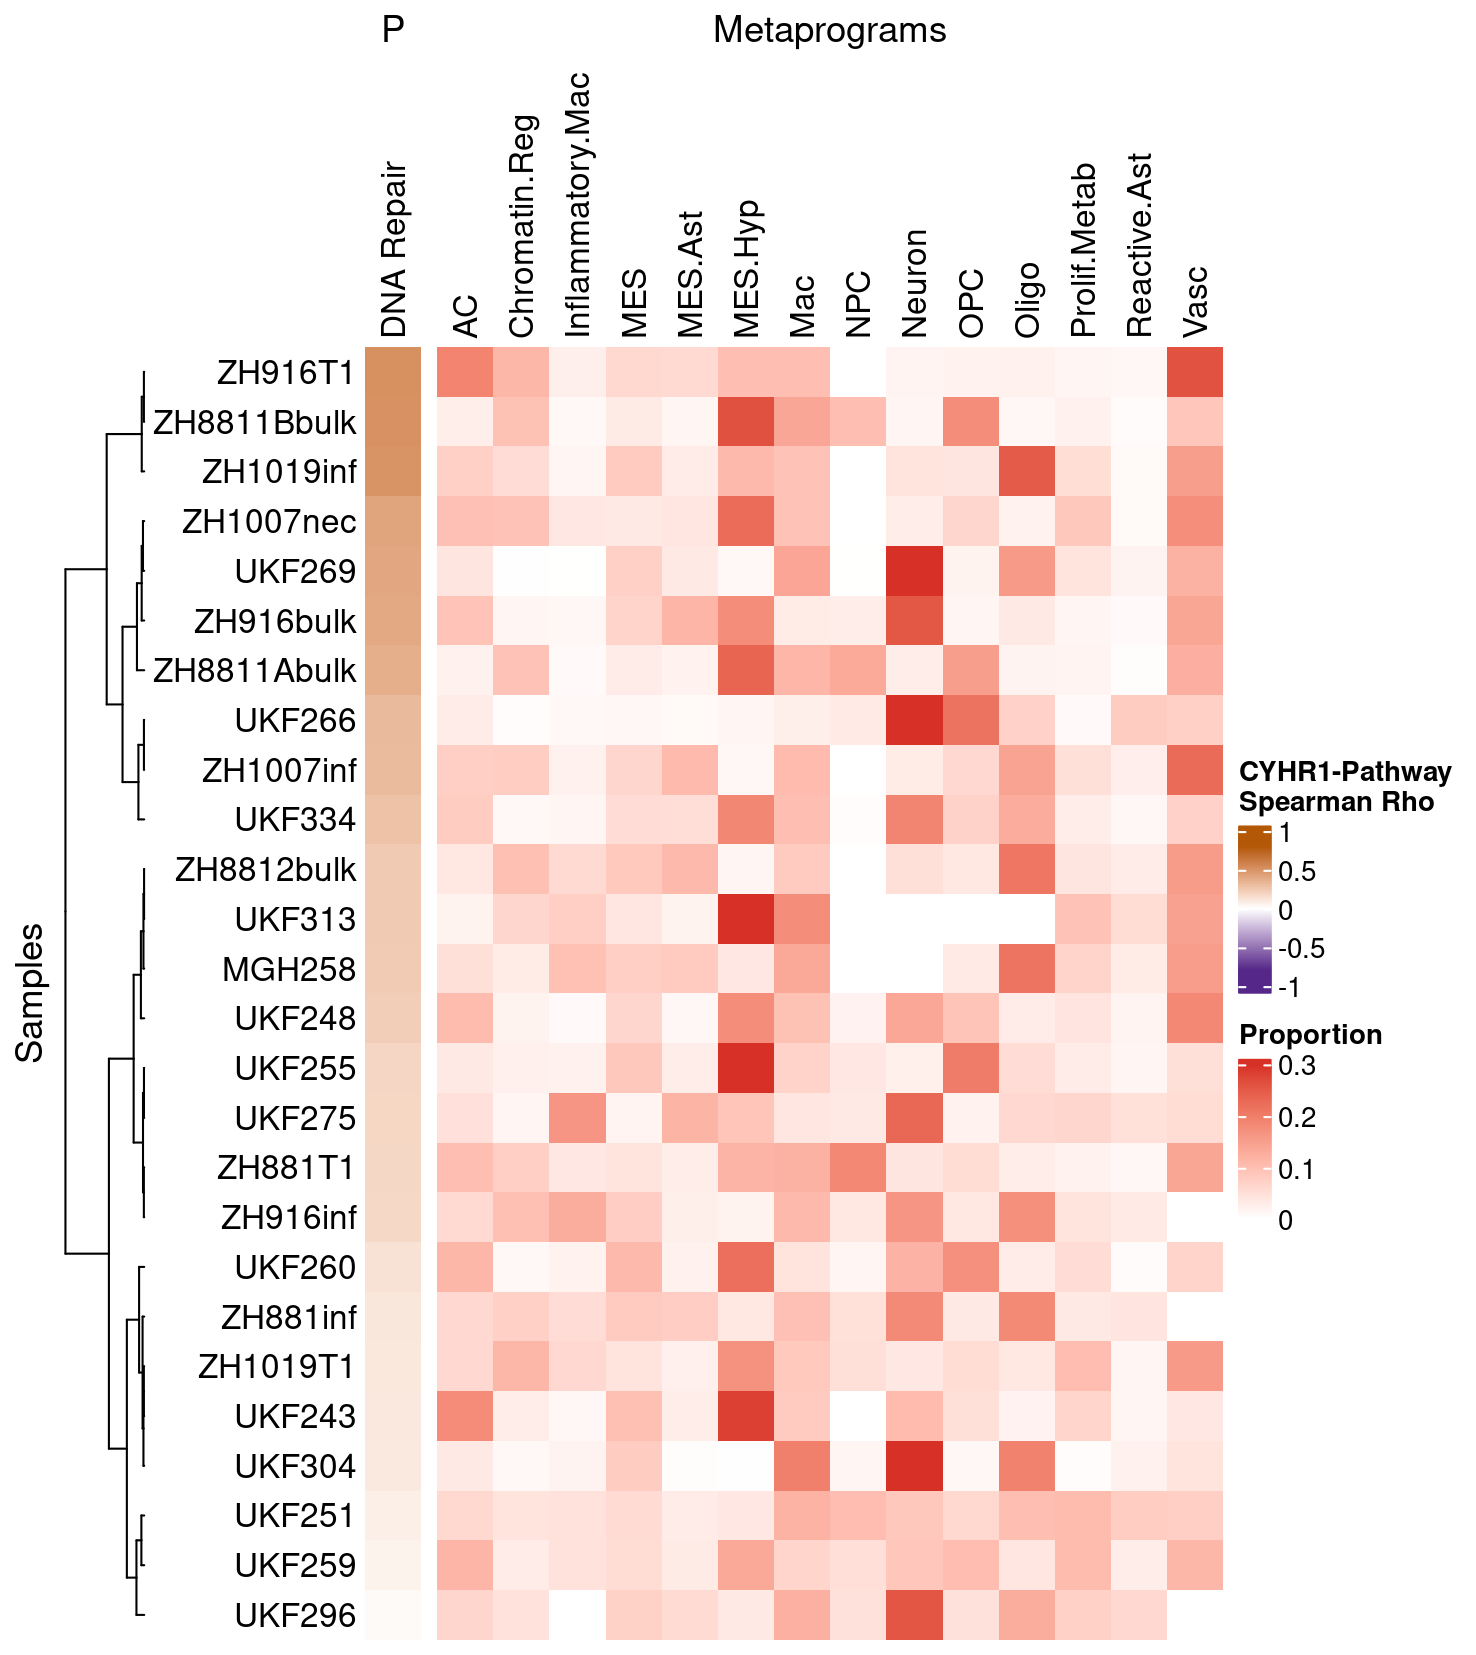 P
Metaprograms
DNA Repair
AC
Chromatin.Reg
Inflammatory.Mac
MES
MES.Ast
MES.Hyp
Mac
NPC
Neuron
OPC
Oligo
Prolif.Metab
Reactive.Ast
Vasc
Samples
ZH916T1
ZH8811Bbulk
ZH1019inf
ZH1007nec
UKF269
ZH916bulk
ZH8811Abulk
UKF266
ZH1007inf
UKF334
ZH8812bulk
UKF313
MGH258
UKF248
UKF255
UKF275
ZH881T1
ZH916inf
UKF260
ZH881inf
ZH1019T1
UKF243
UKF304
UKF251
UKF259
UKF296
CYHR1-Pathway
Spearman Rho
1
0.5
0
-0.5
-1
Proportion
0.3
0.2
0.1
0